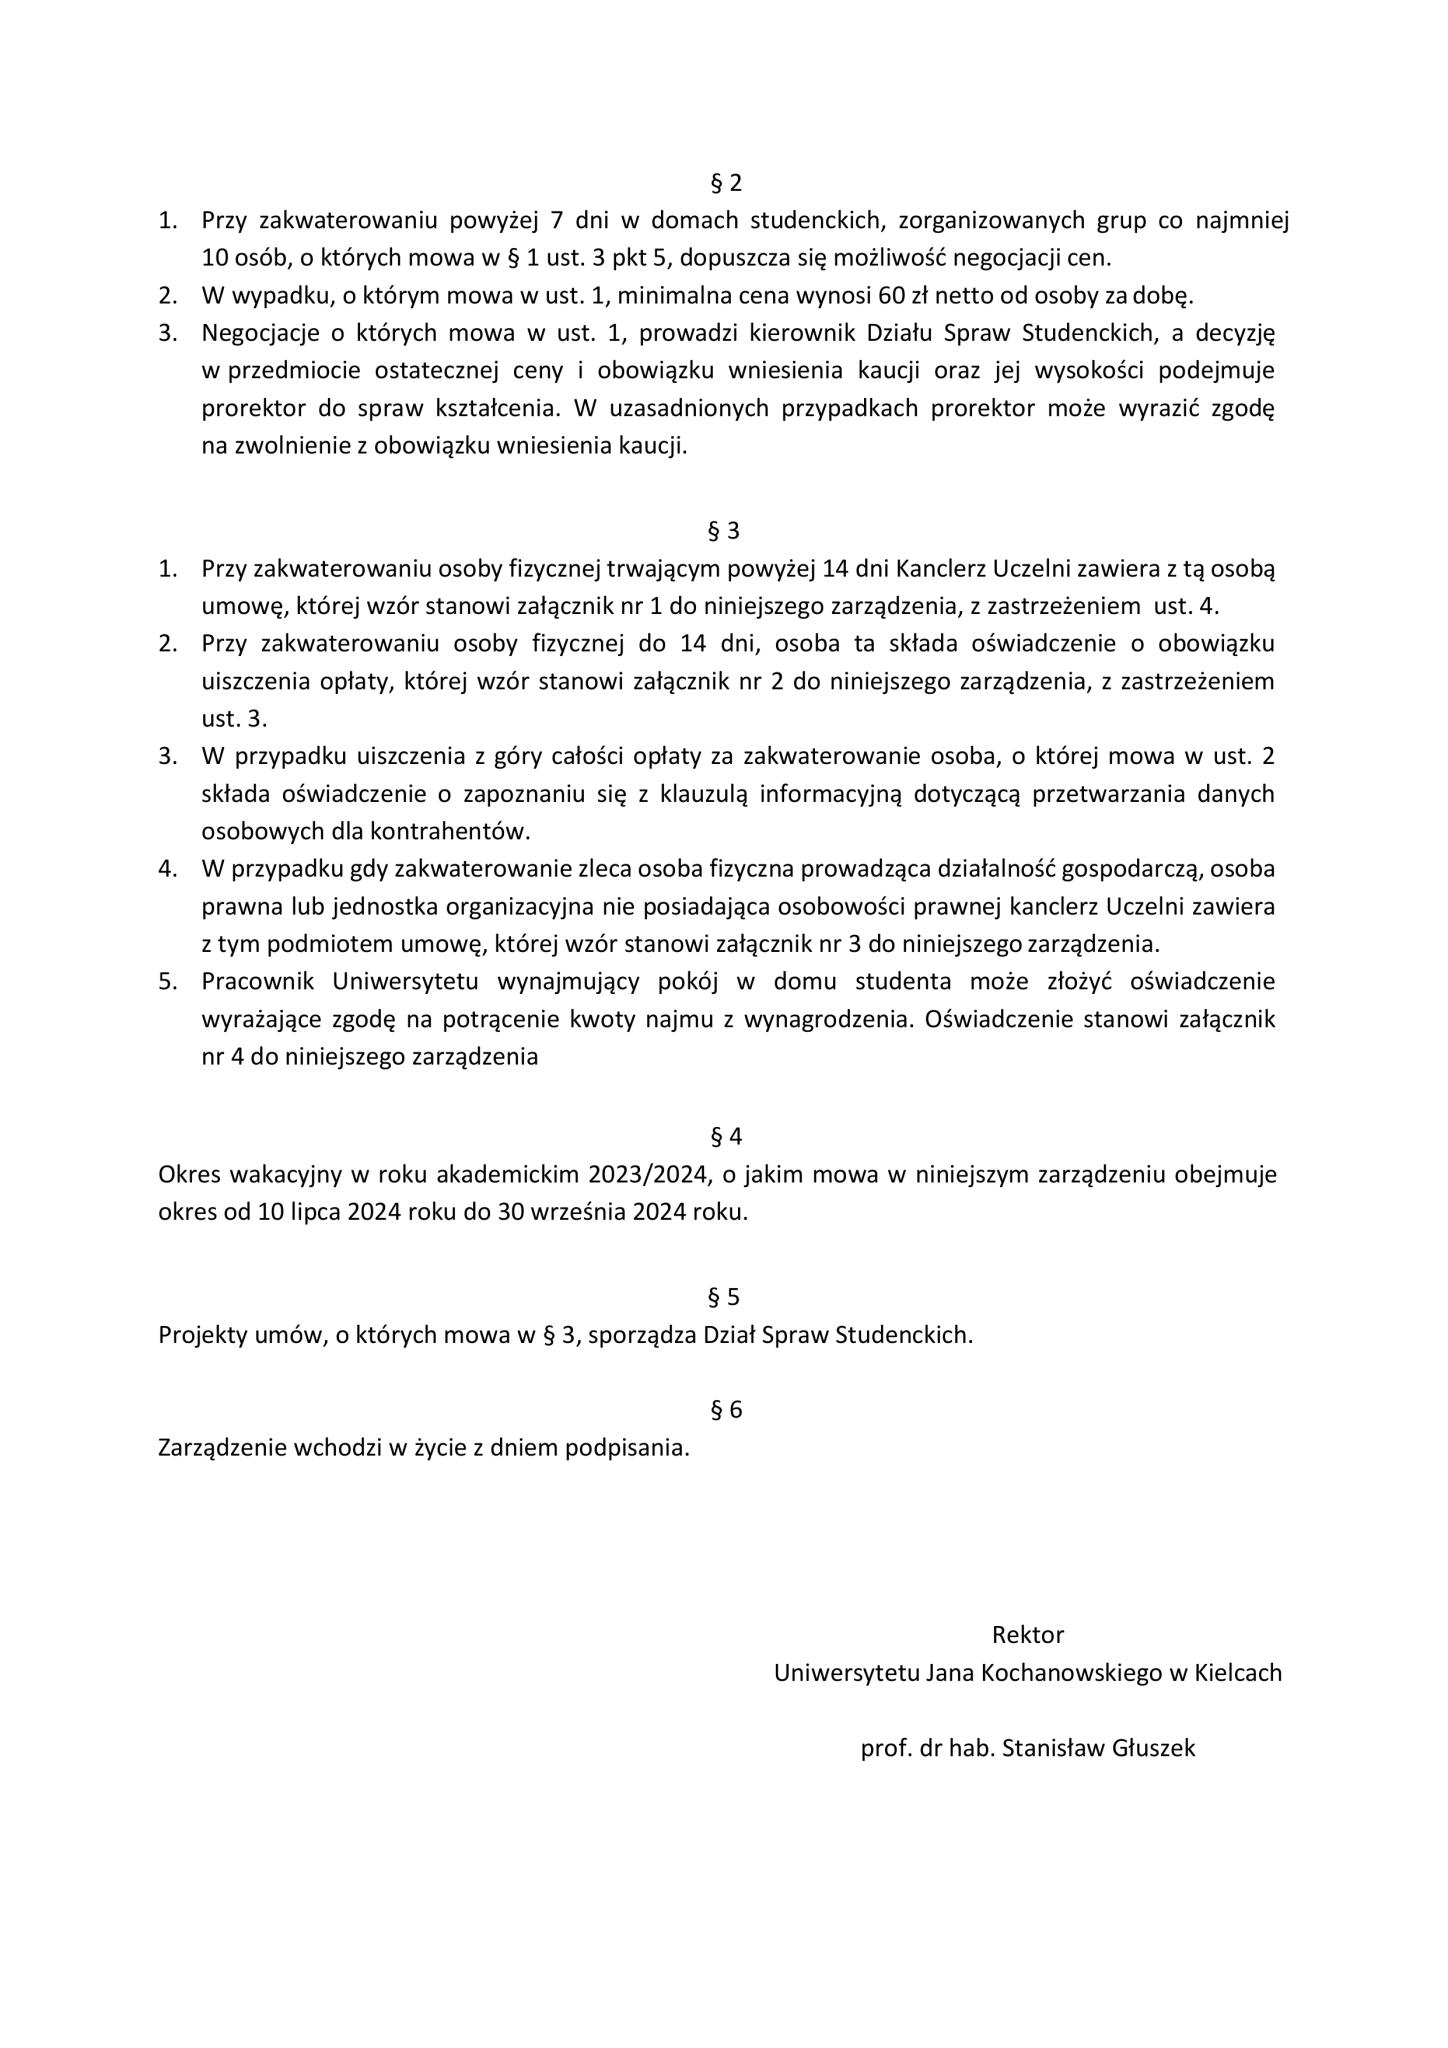 § 2
1. Przy zakwaterowaniu powyżej 7 dni w domach studenckich, zorganizowanych grup co najmniej
10 osób, o których mowa w § 1 ust. 3 pkt 5, dopuszcza się możliwość negocjacji cen.
2. W wypadku, o którym mowa w ust. 1, minimalna cena wynosi 60 zł netto od osoby za dobę.
3. Negocjacje o których mowa w ust. 1, prowadzi kierownik Działu Spraw Studenckich, a decyzję
w przedmiocie ostatecznej ceny i obowiązku wniesienia kaucji oraz jej wysokości podejmuje
prorektor do spraw kształcenia. W uzasadnionych przypadkach prorektor może wyrazić zgodę
na zwolnienie z obowiązku wniesienia kaucji.
§ 3
1. Przy zakwaterowaniu osoby fizycznej trwającym powyżej 14 dni Kanclerz Uczelni zawiera z tą osobą
umowę, której wzór stanowi załącznik nr 1 do niniejszego zarządzenia, z zastrzeżeniem ust. 4.
2. Przy zakwaterowaniu osoby fizycznej do 14 dni, osoba ta składa oświadczenie o obowiązku
uiszczenia opłaty, której wzór stanowi załącznik nr 2 do niniejszego zarządzenia, z zastrzeżeniem
ust. 3.
3. W przypadku uiszczenia z góry całości opłaty za zakwaterowanie osoba, o której mowa w ust. 2
składa oświadczenie o zapoznaniu się z klauzulą informacyjną dotyczącą przetwarzania danych
osobowych dla kontrahentów.
4. W przypadku gdy zakwaterowanie zleca osoba fizyczna prowadząca działalność gospodarczą, osoba
prawna lub jednostka organizacyjna nie posiadająca osobowości prawnej kanclerz Uczelni zawiera
z tym podmiotem umowę, której wzór stanowi załącznik nr 3 do niniejszego zarządzenia.
5. Pracownik Uniwersytetu wynajmujący pokój w domu studenta może złożyć oświadczenie
wyrażające zgodę na potrącenie kwoty najmu z wynagrodzenia. Oświadczenie stanowi załącznik
nr 4 do niniejszego zarządzenia
§ 4
Okres wakacyjny w roku akademickim 2023/2024, o jakim mowa w niniejszym zarządzeniu obejmuje
okres od 10 lipca 2024 roku do 30 września 2024 roku.
§ 5
Projekty umów, o których mowa w § 3, sporządza Dział Spraw Studenckich.
§ 6
Zarządzenie wchodzi w życie z dniem podpisania.
Rektor
Uniwersytetu Jana Kochanowskiego w Kielcach
prof. dr hab. Stanisław Głuszek